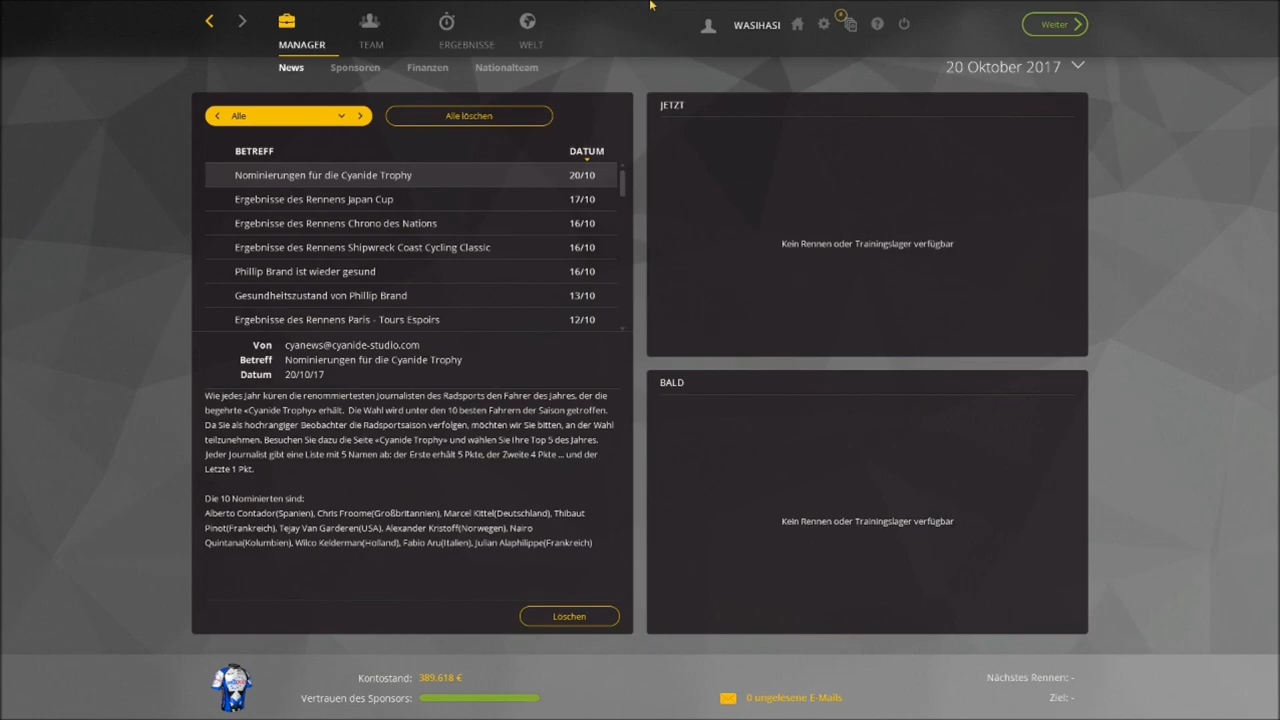 WASIHASI
Weiter
MANAGER
TEAM
ERGEBNISSE
WELT
News
Sponsoren
Finanzen
Nationalteam
20 Oktober 2017
Alle
Alle löschen
BETREFF DATUM
Nominierungen für die Cyanide Trophy 20/10
Ergebnisse des Rennens Japan Cup 17/10
Ergebnisse des Rennens Chrono des Nations 16/10
Ergebnisse des Rennens Shipwreck Coast Cycling Classic 16/10
Phillip Brand ist wieder gesund 16/10
Gesundheitszustand von Phillip Brand 13/10
Ergebnisse des Rennens Paris - Tours Espoirs 12/10
Von cyanews@cyanide-studio.com
Betreff Nominierungen für die Cyanide Trophy
Datum 20/10/17
Wie jedes Jahr küren die renommiertesten Journalisten des Radsports den Fahrer des Jahres, der die
begehrte «Cyanide Trophy» erhält. Die Wahl wird unter den 10 besten Fahrern der Saison getroffen.
Da Sie als hochrangiger Beobachter die Radsportsaison verfolgen, möchten wir Sie bitten, an der Wahl
teilzunehmen. Besuchen Sie dazu die Seite «Cyanide Trophy» und wählen Sie Ihre Top 5 des Jahres.
Jeder Journalist gibt eine Liste mit 5 Namen ab: der Erste erhält 5 Pkte, der Zweite 4 Pkte ... und der
Letzte 1 Pkt.
Die 10 Nominierten sind:
Alberto Contador(Spanien), Chris Froome(Großbritannien), Marcel Kittel(Deutschland), Thibaut
Pinot(Frankreich), Tejay Van Garderen(USA), Alexander Kristoff(Norwegen), Nairo
Quintana(Kolumbien), Wilco Kelderman(Holland), Fabio Aru(Italien), Julian Alaphilippe(Frankreich)
Löschen
JETZT
Kein Rennen oder Trainingslager verfügbar
BALD
Kein Rennen oder Trainingslager verfügbar
Kontostand: 389.618 €
Vertrauen des Sponsors:
0 ungelesene E-Mails
Nächstes Rennen: -
Ziel: -